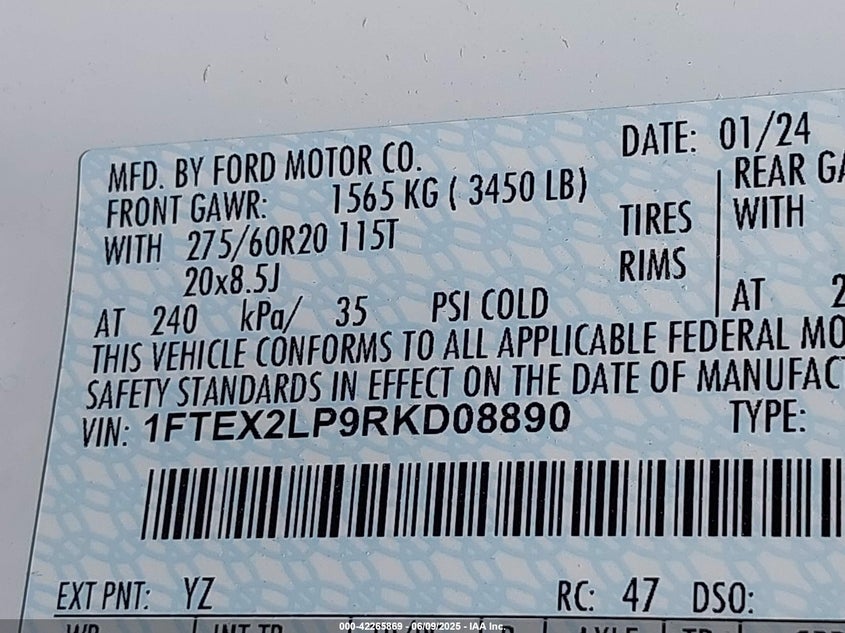 MFD. BY FORD MOTOR CO.
DATE: 01/24
FRONT GAWR: 1565 KG ( 3450 LB)
REAR GA
WITH 275/60R20 115T TIRES
WITH
20x8.5J RIMS
AT 240 kPa/ 35 PSI COLD
AT 2
THIS VEHICLE CONFORMS TO ALL APPLICABLE FEDERAL MO
SAFETY STANDARDS IN EFFECT ON THE DATE OF MANUFAC
VIN: 1FTEX2LP9RKD08890
TYPE:
EXT PNT: YZ RC: 47 DSO:
WB INT TR
000-42265869 - 06/09/2025 - IAA Inc.